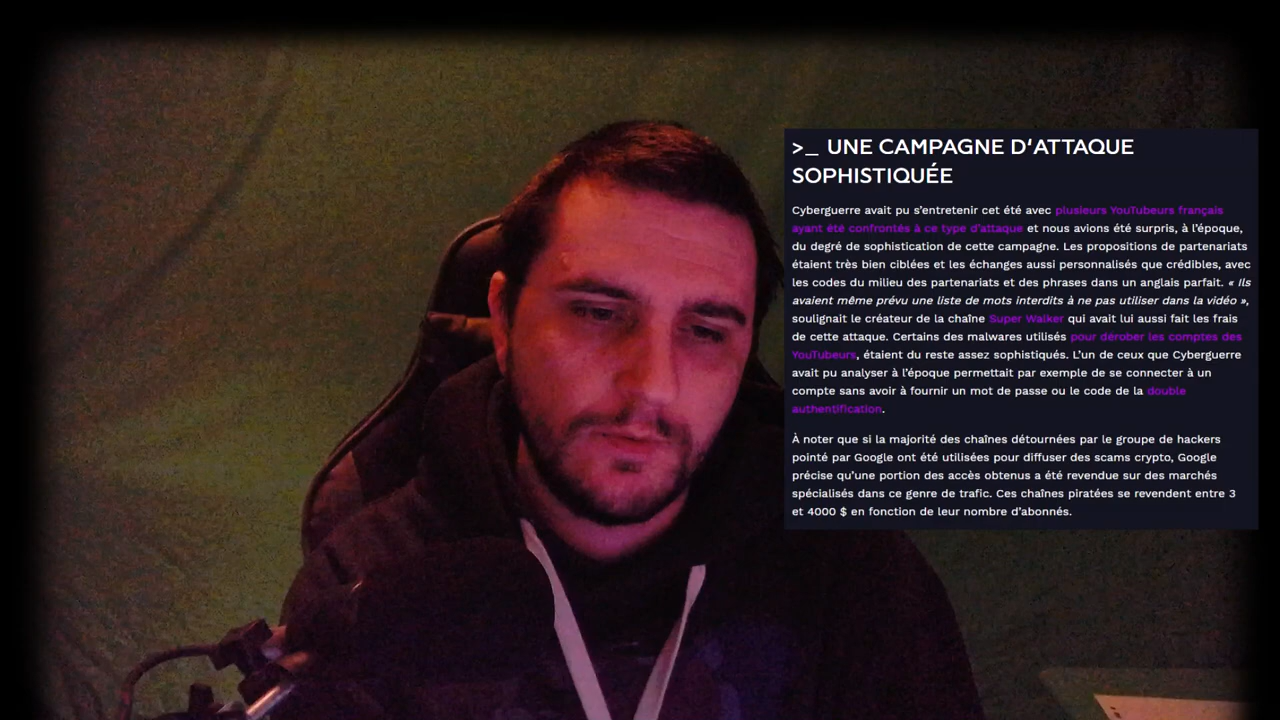 >_ UNE CAMPAGNE D'ATTAQUE
SOPHISTIQUÉE
Cyberguerre avait pu s'entretenir cet été avec plusieurs YouTubeurs français
ayant été confrontés à ce type d'attaque et nous avions été surpris, à l'époque,
du degré de sophistication de cette campagne. Les propositions de partenariats
étaient très bien ciblées et les échanges aussi personnalisés que crédibles, avec
les codes du milieu des partenariats et des phrases dans un anglais parfait. « Ils
avaient même prévu une liste de mots interdits à ne pas utiliser dans la vidéo »,
soulignait le créateur de la chaîne Super Walker qui avait lui aussi fait les frais
de cette attaque. Certains des malwares utilisés pour dérober les comptes des
YouTubeurs, étaient du reste assez sophistiqués. L'un de ceux que Cyberguerre
avait pu analyser à l'époque permettait par exemple de se connecter à un
compte sans avoir à fournir un mot de passe ou le code de la double
authentification.
À noter que si la majorité des chaînes détournées par le groupe de hackers
pointé par Google ont été utilisées pour diffuser des scams crypto, Google
précise qu'une portion des accès obtenus a été revendue sur des marchés
spécialisés dans ce genre de trafic. Ces chaînes piratées se revendent entre 3
et 4000 $ en fonction de leur nombre d'abonnés.